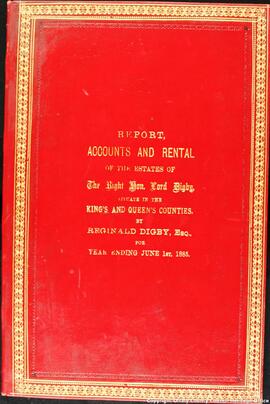 REPORT,
ACCOUNTS AND RENTAL
OF THE ESTATES OF
The Right Hon. Lord Digby,
SITUATE IN THE
KING'S AND QUEEN'S COUNTIES.
BY
REGINALD DIGBY, ESQ.,
FOR
YEAR ENDING JUNE 1ST, 1885.